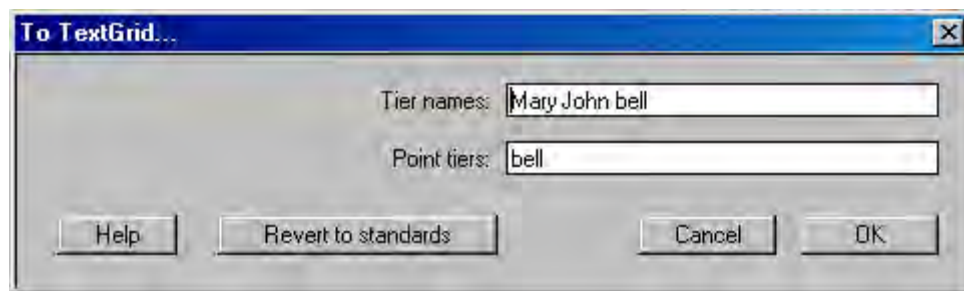 To TextGrid...
Tier names: Mary John bell
Point tiers: bell
Help Revert to standards Cancel OK